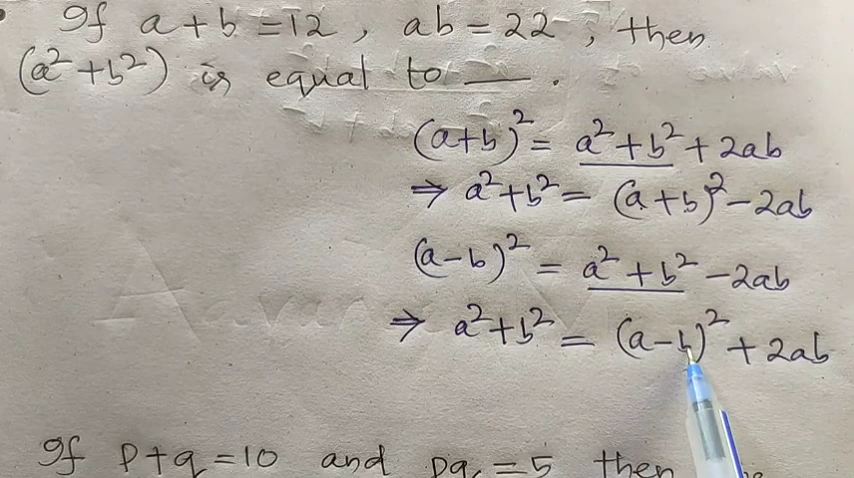 If a + b = 12, ab = 22, then
(a² + b²) is equal to ___.
(a+b)² = a² + b² + 2ab
⇒ a² + b² = (a + b)² - 2ab
(a - b)² = a² + b² - 2ab
⇒ a² + b² = (a - b)² + 2ab
If p + q = 10 and pq = 5 then